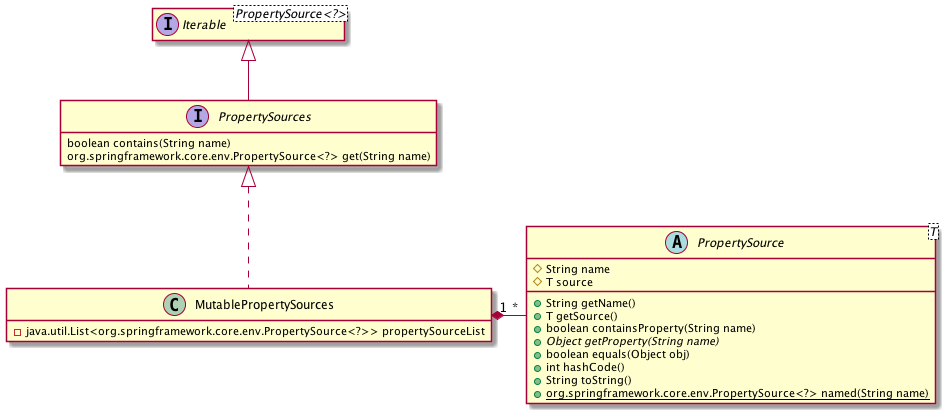 I Iterable
PropertySource<?>
I PropertySources
boolean contains(String name)
org.springframework.core.env.PropertySource<?> get(String name)
C MutablePropertySources
java.util.List<org.springframework.core.env.PropertySource<?>> propertySourceList
1 *
A PropertySource
T
String name
T source
String getName()
T getSource()
boolean containsProperty(String name)
Object getProperty(String name)
boolean equals(Object obj)
int hashCode()
String toString()
org.springframework.core.env.PropertySource<?> named(String name)